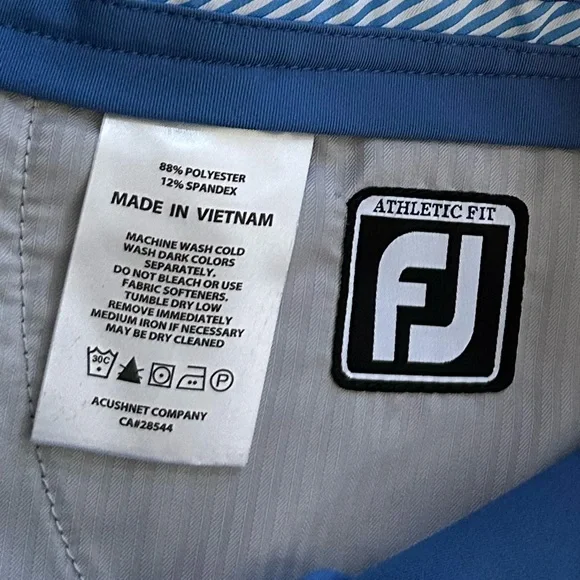 88% POLYESTER
12% SPANDEX
MADE IN VIETNAM
MACHINE WASH COLD
WASH DARK COLORS
SEPARATELY.
DO NOT BLEACH OR USE
FABRIC SOFTENERS.
TUMBLE DRY LOW
REMOVE IMMEDIATELY
MEDIUM IRON IF NECESSARY
MAY BE DRY CLEANED
30C P
ACUSHNET COMPANY
CA#28544
ATHLETIC FIT
FJ